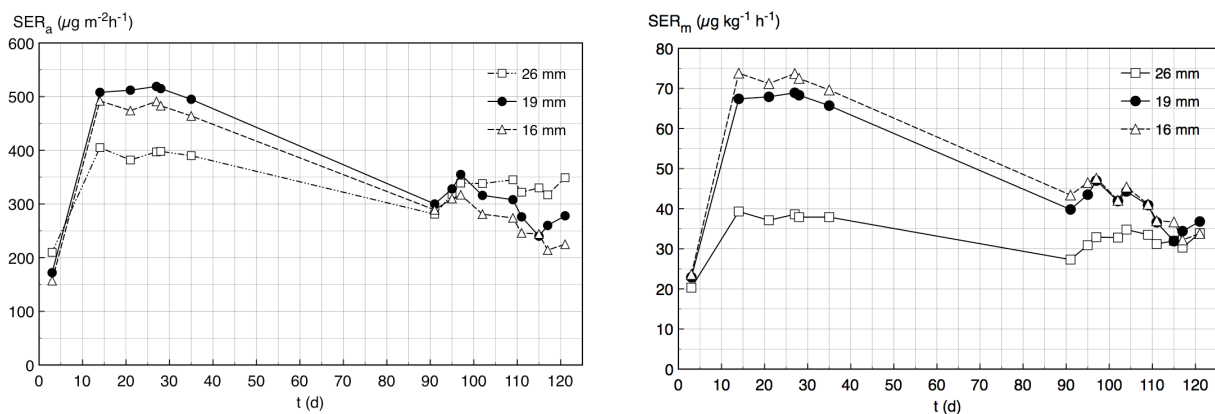 SERₐ (µg m⁻²h⁻¹)
600
500
400
300
200
100
0
0 10 20 30 40 50 60 70 80 90 100 110 120
t (d)
26 mm
19 mm
16 mm
SERₘ (µg kg⁻¹ h⁻¹)
80
70
60
50
40
30
20
10
0
0 10 20 30 40 50 60 70 80 90 100 110 120
t (d)
26 mm
19 mm
16 mm